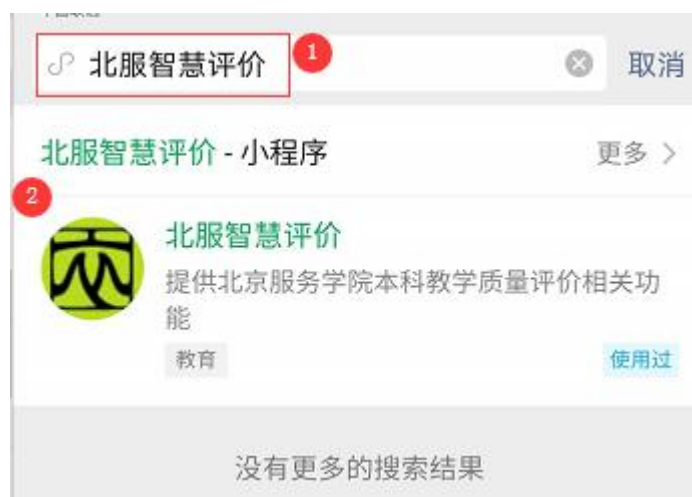 北服智慧评价
1
取消
北服智慧评价 - 小程序
更多
2
北服智慧评价
提供北京服务学院本科教学质量评价相关功
能
教育
使用过
没有更多的搜索结果